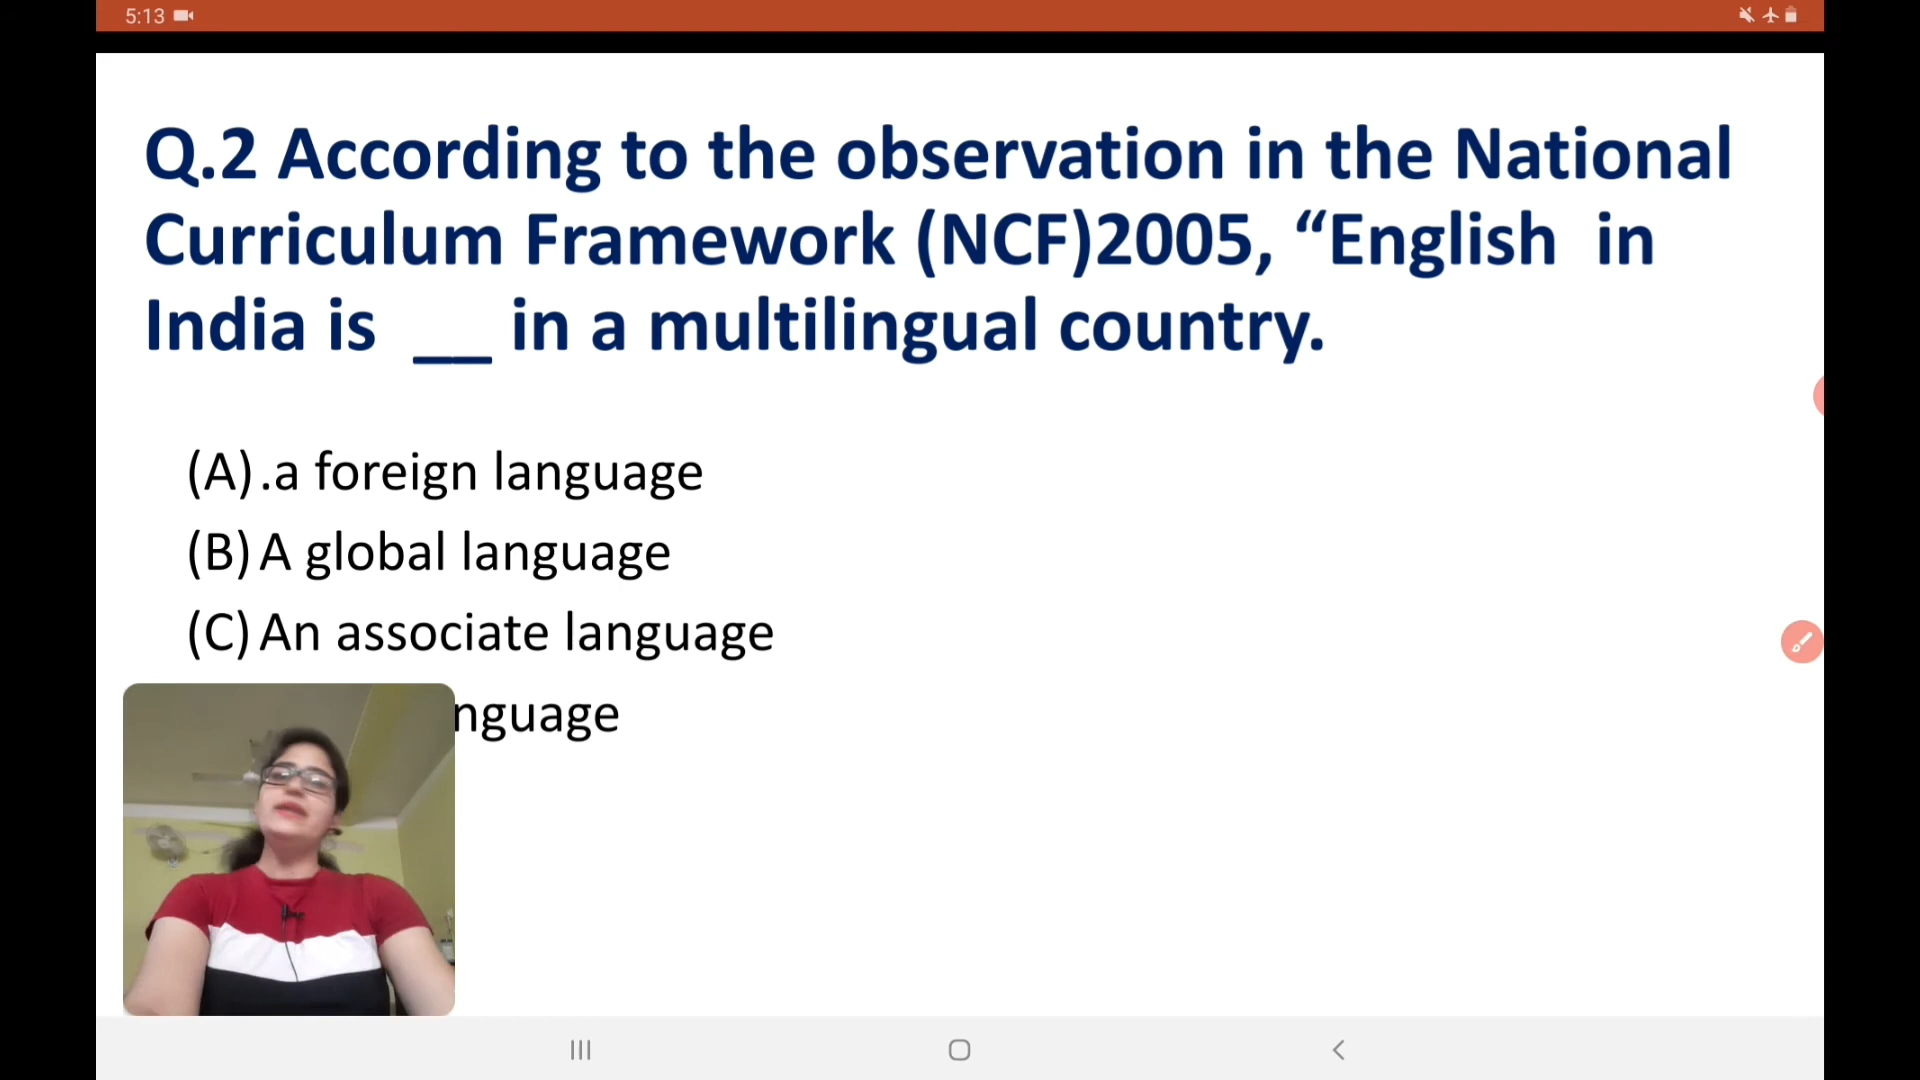 5:13
Q.2 According to the observation in the National
Curriculum Framework (NCF)2005, “English in
India is __ in a multilingual country.
(A).a foreign language
(B) A global language
(C) An associate language
nguage